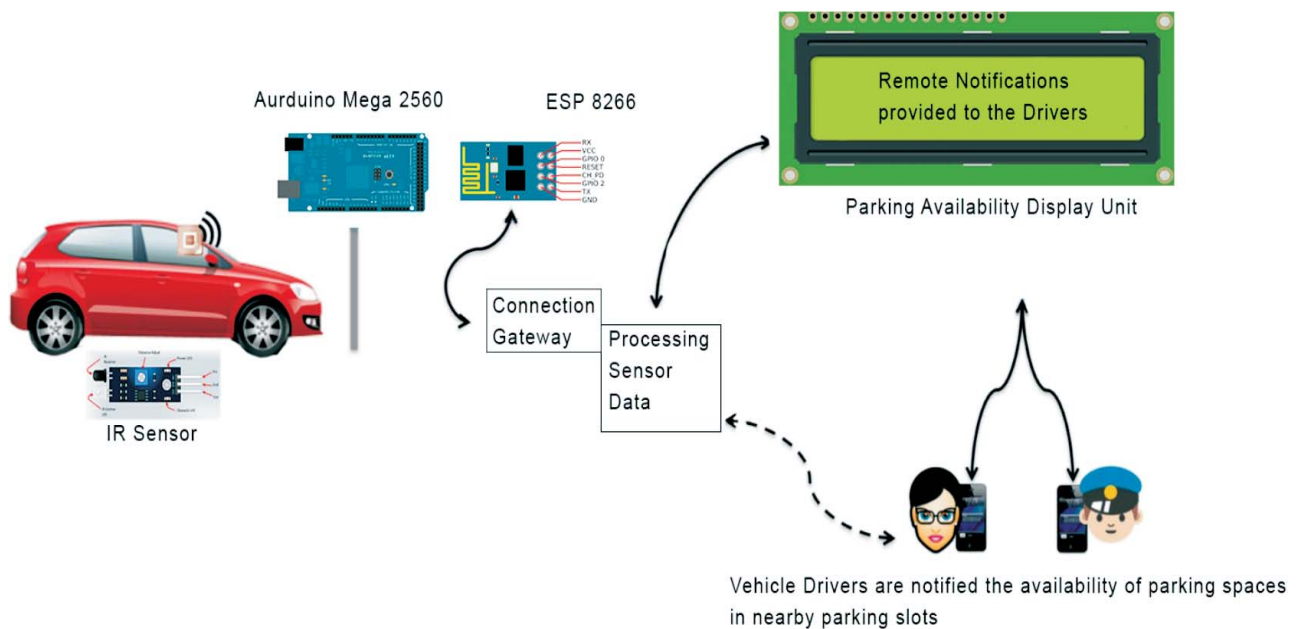 Aurduino Mega 2560
ESP 8266
RX
VCC
GPIO 0
RESET
CH PD
GPIO 2
TX
GND
Remote Notifications
provided to the Drivers
Parking Availability Display Unit
Connection
Gateway
Processing
Sensor
Data
IR Sensor
Vehicle Drivers are notified the availability of parking spaces
in nearby parking slots